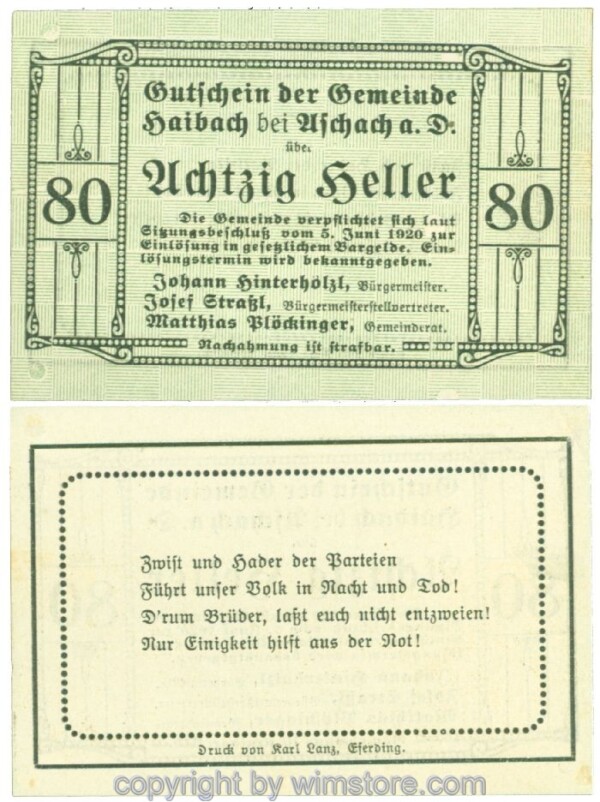 Gutschein der Gemeinde
Haibach bei Aschach a. D.
über
Achtzig Heller
80
80
Die Gemeinde verpflichtet sich laut
Sitzungsbeschluß vom 5. Juni 1920 zur
Einlösung in gesetzlichem Bargelde. Ein=
lösungstermin wird bekanntgegeben.
Johann Hinterhölzl, Bürgermeister.
Josef Straßl, Bürgermeisterstellvertreter.
Matthias Plöckinger, Gemeinderat.
Nachahmung ist strafbar.
Zwist und Hader der Parteien
Führt unser Volk in Nacht und Tod!
D'rum Brüder, laßt euch nicht entzweien!
Nur Einigkeit hilft aus der Not!
Druck von Karl Lanz, Eferding.
copyright by wimstore.com